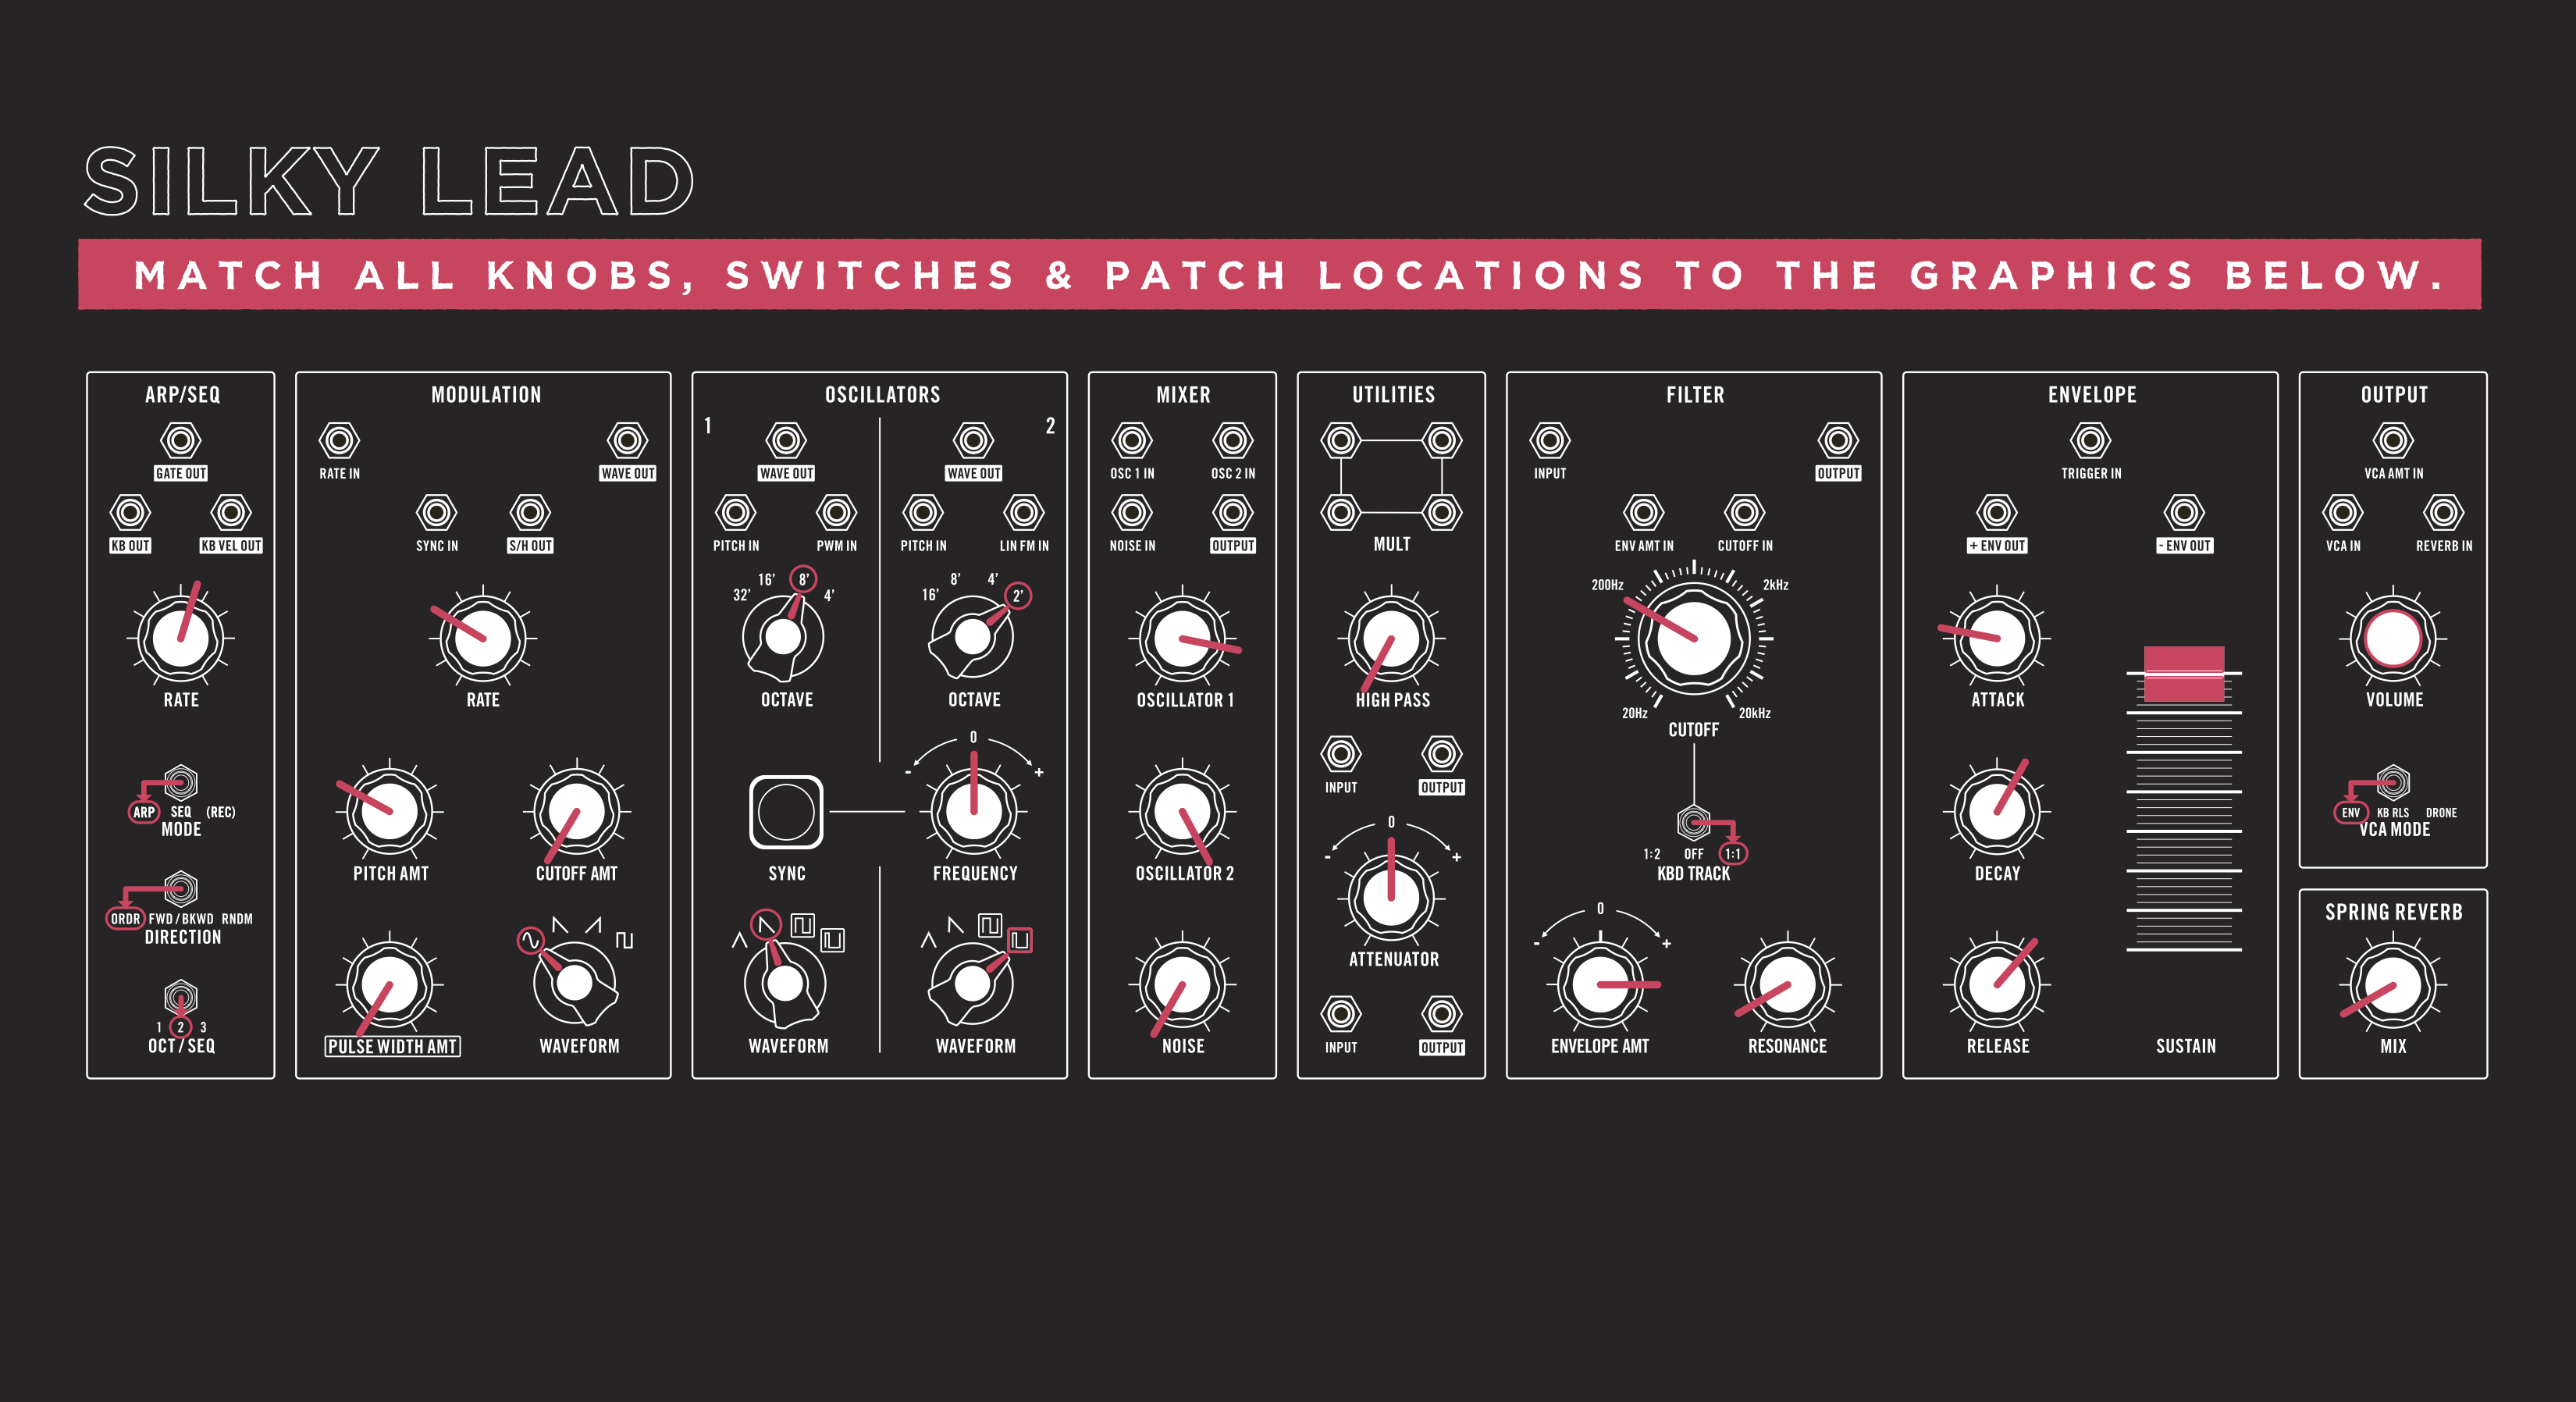 SILKY LEAD
MATCH ALL KNOBS, SWITCHES & PATCH LOCATIONS TO THE GRAPHICS BELOW.
ARP/SEQ
GATE OUT
KB OUT
KB VEL OUT
RATE
ARP SEQ (REC)
MODE
ORDR FWD / BKWD RNDM
DIRECTION
1 2 3
OCT / SEQ
MODULATION
RATE IN
WAVE OUT
SYNC IN
S/H OUT
RATE
PITCH AMT
CUTOFF AMT
PULSE WIDTH AMT
WAVEFORM
OSCILLATORS
1
2
WAVE OUT
WAVE OUT
PITCH IN
PWM IN
PITCH IN
LIN FM IN
32' 16' 8' 4'
OCTAVE
16' 8' 4' 2'
OCTAVE
SYNC
- 0 +
FREQUENCY
WAVEFORM
WAVEFORM
MIXER
OSC 1 IN
OSC 2 IN
NOISE IN
OUTPUT
OSCILLATOR 1
OSCILLATOR 2
NOISE
UTILITIES
MULT
HIGH PASS
INPUT
OUTPUT
- 0 +
ATTENUATOR
INPUT
OUTPUT
FILTER
INPUT
OUTPUT
ENV AMT IN
CUTOFF IN
200Hz
2kHz
20Hz
20kHz
CUTOFF
1:2 OFF 1:1
KBD TRACK
- 0 +
ENVELOPE AMT
RESONANCE
ENVELOPE
TRIGGER IN
+ ENV OUT
- ENV OUT
ATTACK
DECAY
RELEASE
SUSTAIN
OUTPUT
VCA AMT IN
VCA IN
REVERB IN
VOLUME
ENV KB RLS DRONE
VCA MODE
SPRING REVERB
MIX